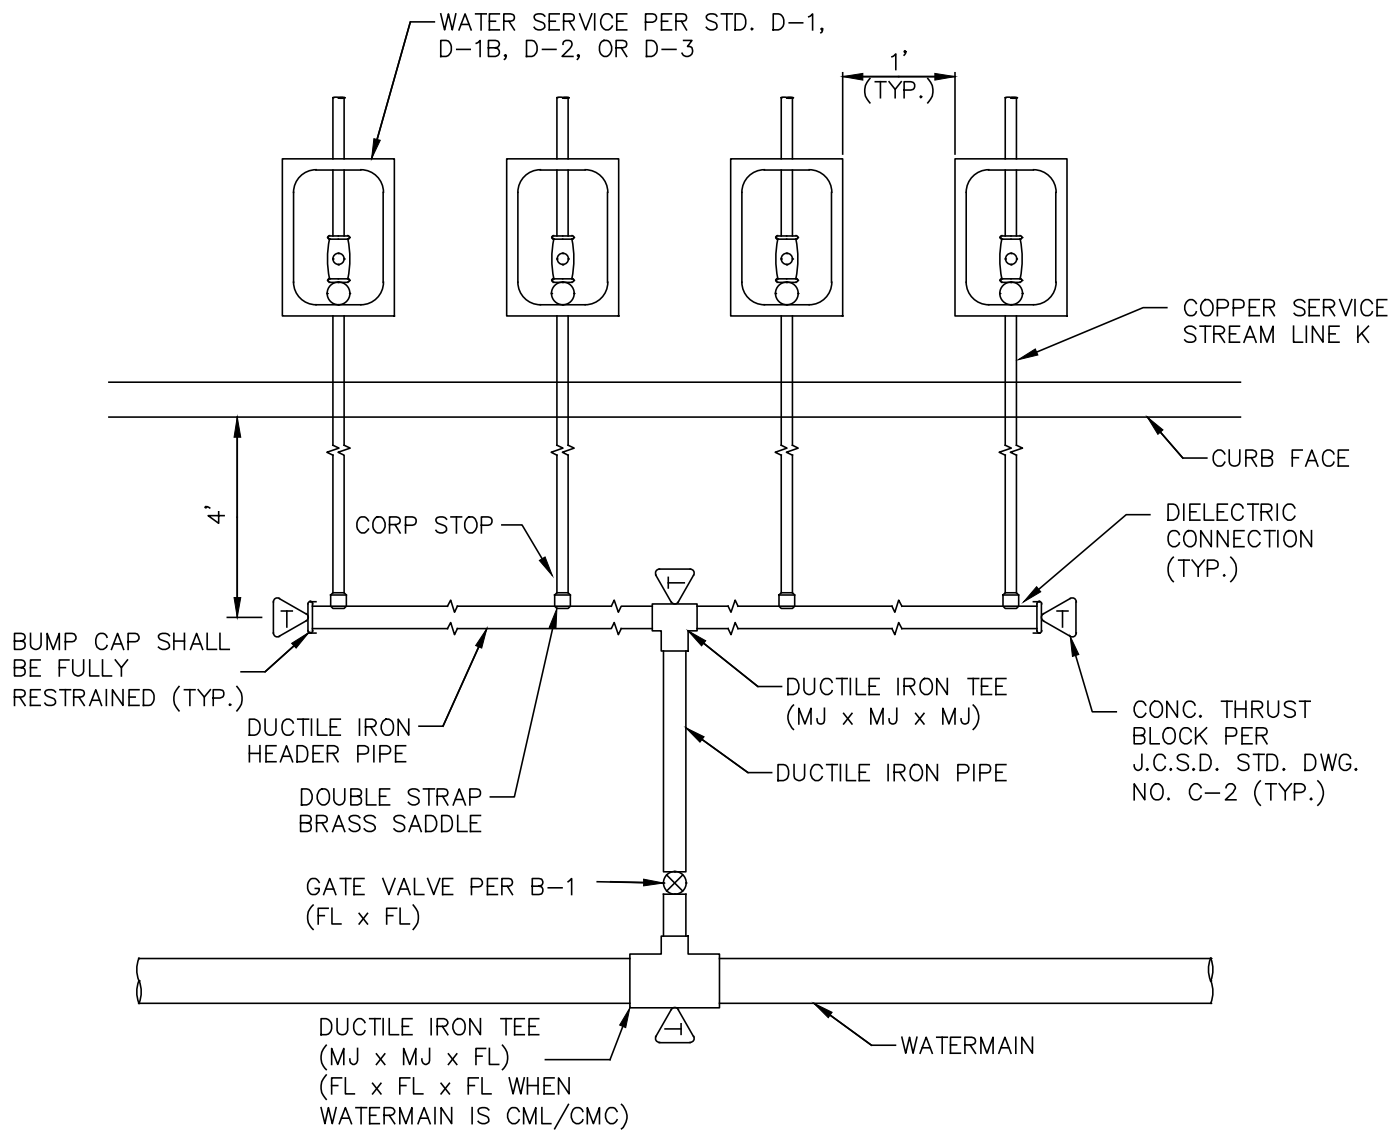 WATER SERVICE PER STD. D-1,
D-1B, D-2, OR D-3
1'
(TYP.)
COPPER SERVICE
STREAM LINE K
CURB FACE
4'
CORP STOP
DIELECTRIC
CONNECTION
(TYP.)
T
T
T
BUMP CAP SHALL
BE FULLY
RESTRAINED (TYP.)
DUCTILE IRON
HEADER PIPE
DUCTILE IRON TEE
(MJ x MJ x MJ)
CONC. THRUST
BLOCK PER
J.C.S.D. STD. DWG.
NO. C-2 (TYP.)
DUCTILE IRON PIPE
DOUBLE STRAP
BRASS SADDLE
GATE VALVE PER B-1
(FL x FL)
T
DUCTILE IRON TEE
(MJ x MJ x FL)
(FL x FL x FL WHEN
WATERMAIN IS CML/CMC)
WATERMAIN